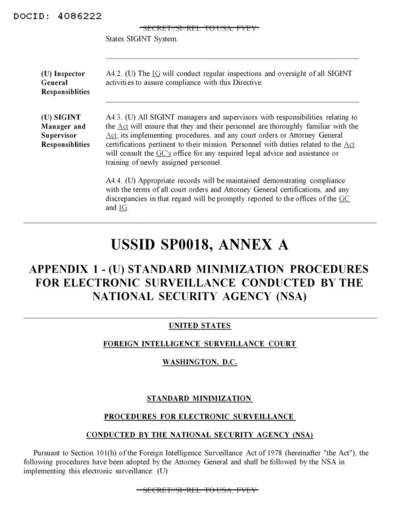 DOCID: 4086222
SECRET//SI//REL TO USA, FVEY
States SIGINT System.
(U) Inspector
General
Responsiblities
A4.2. (U) The IG will conduct regular inspections and oversight of all SIGINT
activities to assure compliance with this Directive.
(U) SIGINT
Manager and
Supervisor
Responsiblities
A4.3. (U) All SIGINT managers and supervisors with responsibilities relating to
the Act will ensure that they and their personnel are thoroughly familiar with the
Act, its implementing procedures, and any court orders or Attorney General
certifications pertinent to their mission. Personnel with duties related to the Act
will consult the GC's office for any required legal advice and assistance or
training of newly assigned personnel.
A4.4. (U) Appropriate records will be maintained demonstrating compliance
with the terms of all court orders and Attorney General certifications, and any
discrepancies in that regard will be promptly reported to the offices of the GC
and IG.
USSID SP0018, ANNEX A
APPENDIX 1 - (U) STANDARD MINIMIZATION PROCEDURES
FOR ELECTRONIC SURVEILLANCE CONDUCTED BY THE
NATIONAL SECURITY AGENCY (NSA)
UNITED STATES
FOREIGN INTELLIGENCE SURVEILLANCE COURT
WASHINGTON, D.C.
STANDARD MINIMIZATION
PROCEDURES FOR ELECTRONIC SURVEILLANCE
CONDUCTED BY THE NATIONAL SECURITY AGENCY (NSA)
Pursuant to Section 101(h) of the Foreign Intelligence Surveillance Act of 1978 (hereinafter "the Act"), the
following procedures have been adopted by the Attorney General and shall be followed by the NSA in
implementing this electronic surveillance: (U)
SECRET//SI//REL TO USA, FVEY